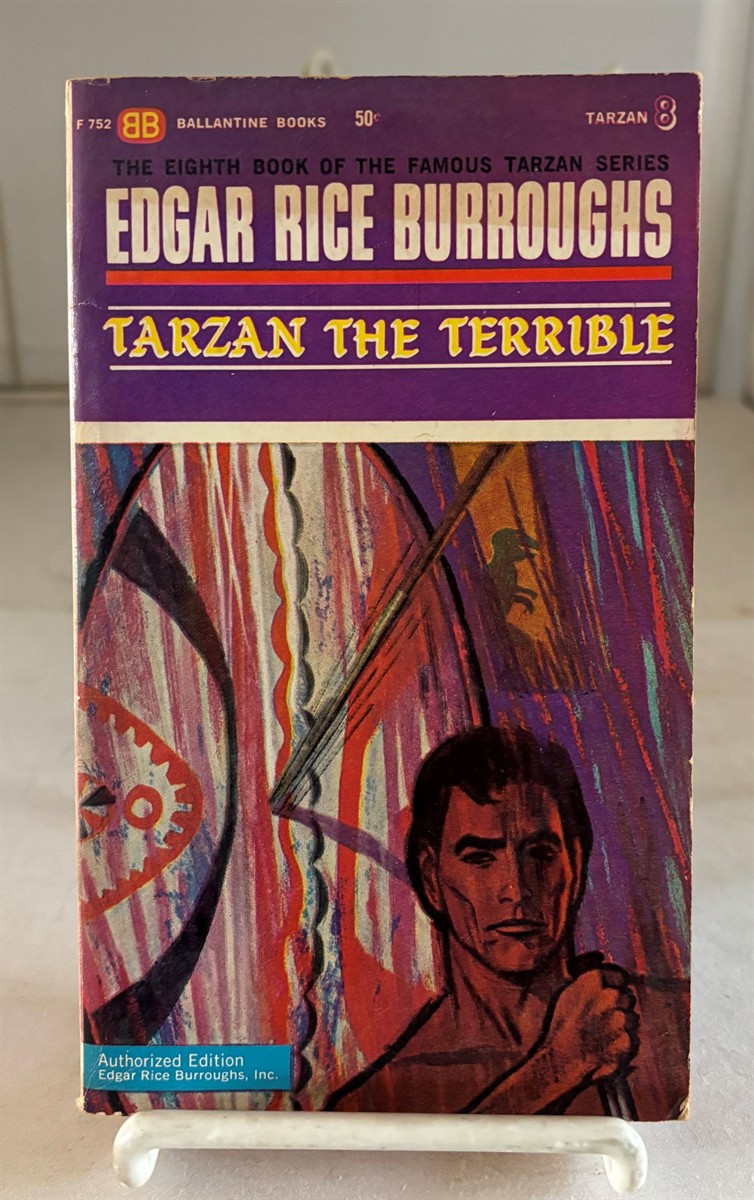 F 752 BB BALLANTINE BOOKS 50¢ TARZAN 8
THE EIGHTH BOOK OF THE FAMOUS TARZAN SERIES
EDGAR RICE BURROUGHS
TARZAN THE TERRIBLE
Authorized Edition
Edgar Rice Burroughs, Inc.